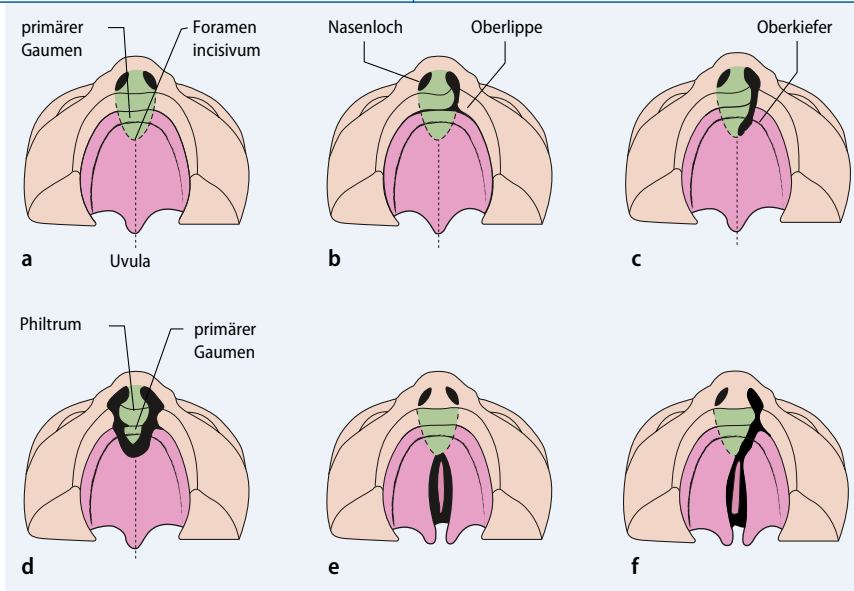 primärer
Gaumen
Foramen
incisivum
Nasenloch
Oberlippe
Oberkiefer
a
Uvula
b
c
Philtrum
primärer
Gaumen
d
e
f